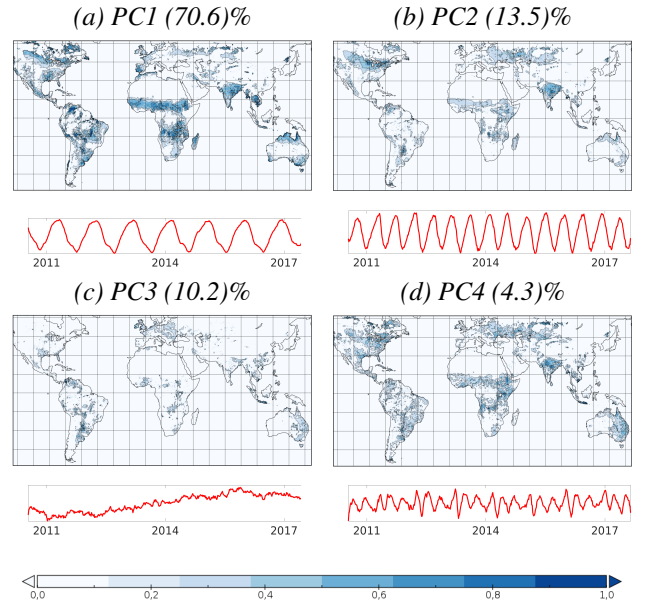 (a) PC1 (70.6)%
(b) PC2 (13.5)%
2011 2014 2017
2011 2014 2017
(c) PC3 (10.2)%
(d) PC4 (4.3)%
2011 2014 2017
2011 2014 2017
0,0 0,2 0,4 0,6 0,8 1,0